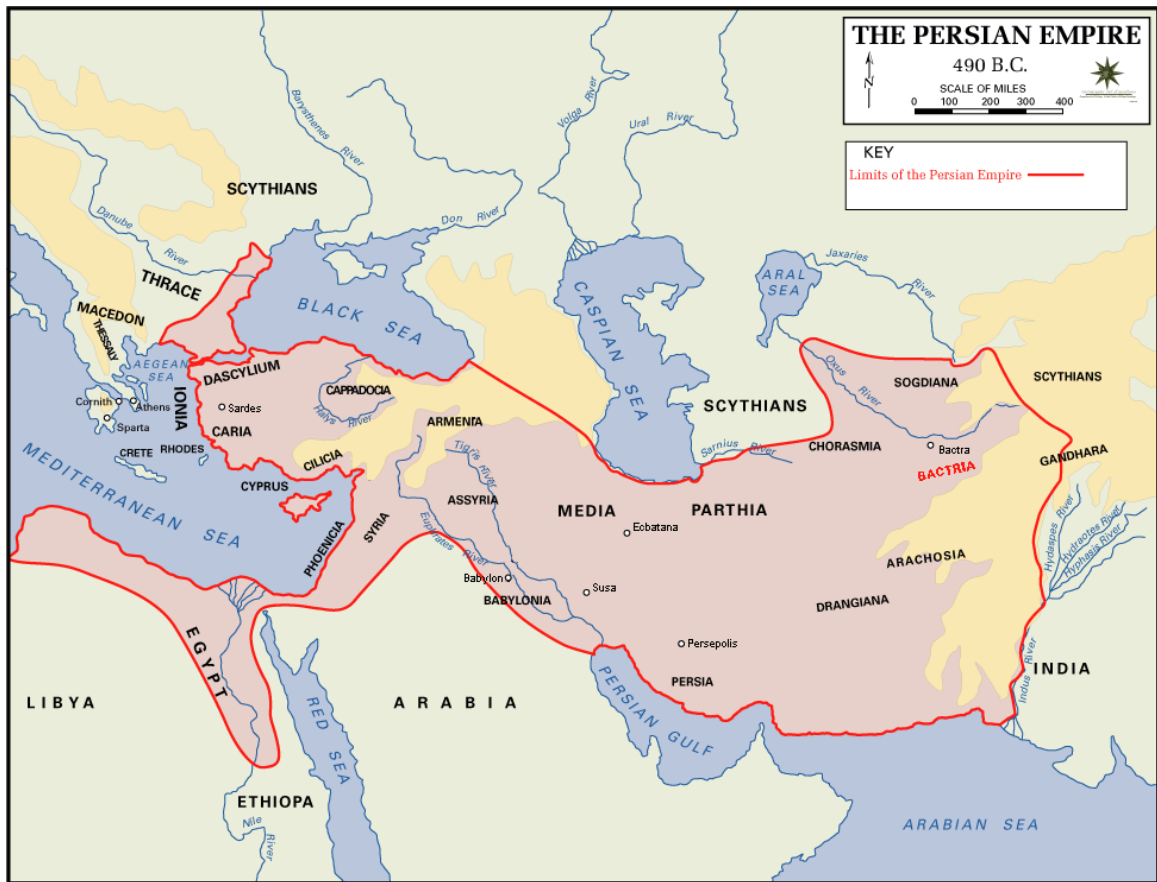 THE PERSIAN EMPIRE
490 B.C.
N
SCALE OF MILES
0 100 200 300 400
KEY
Limits of the Persian Empire
Borysthenes River
Volga River
Ural River
SCYTHIANS
Danube River
Don River
THRACE
BLACK SEA
CASPIAN SEA
ARAL SEA
Jaxaries River
MACEDON
THESSALY
AEGEAN SEA
IONIA
DASCYLIUM
CAPPADOCIA
Halys River
Oxus River
SOGDIANA
SCYTHIANS
Cornith
Athens
Sparta
Sardes
CARIA
ARMENIA
SCYTHIANS
CHORASMIA
Bactra
BACTRIA
GANDHARA
CRETE
RHODES
CILICIA
Tigris River
Sarnius River
MEDITERRANEAN SEA
CYPRUS
PHOENICIA
SYRIA
ASSYRIA
MEDIA
PARTHIA
Ecbatana
Euphrates River
Hydaspes River
Hydraotes River
Hyphasis River
ARACHOSIA
Babylon
BABYLONIA
Susa
DRANGIANA
EGYPT
Persepolis
PERSIA
Indus River
INDIA
LIBYA
ARABIA
RED SEA
PERSIAN GULF
ETHIOPA
Nile River
ARABIAN SEA